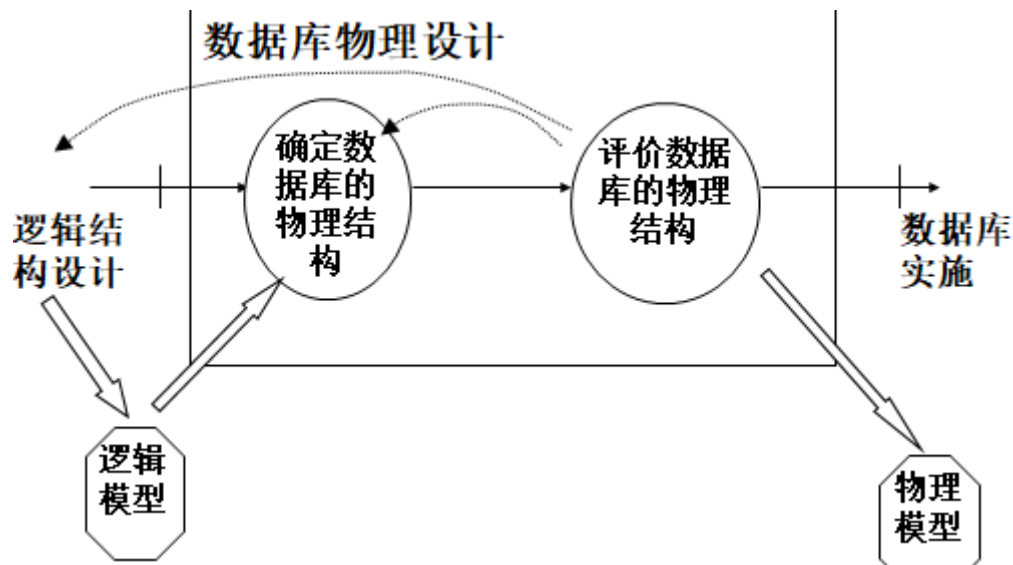 数据库物理设计
确定数
据库的
物理结
构
评价数据
库的物理
结构
逻辑结
构设计
数据库
实施
逻辑
模型
物理
模型